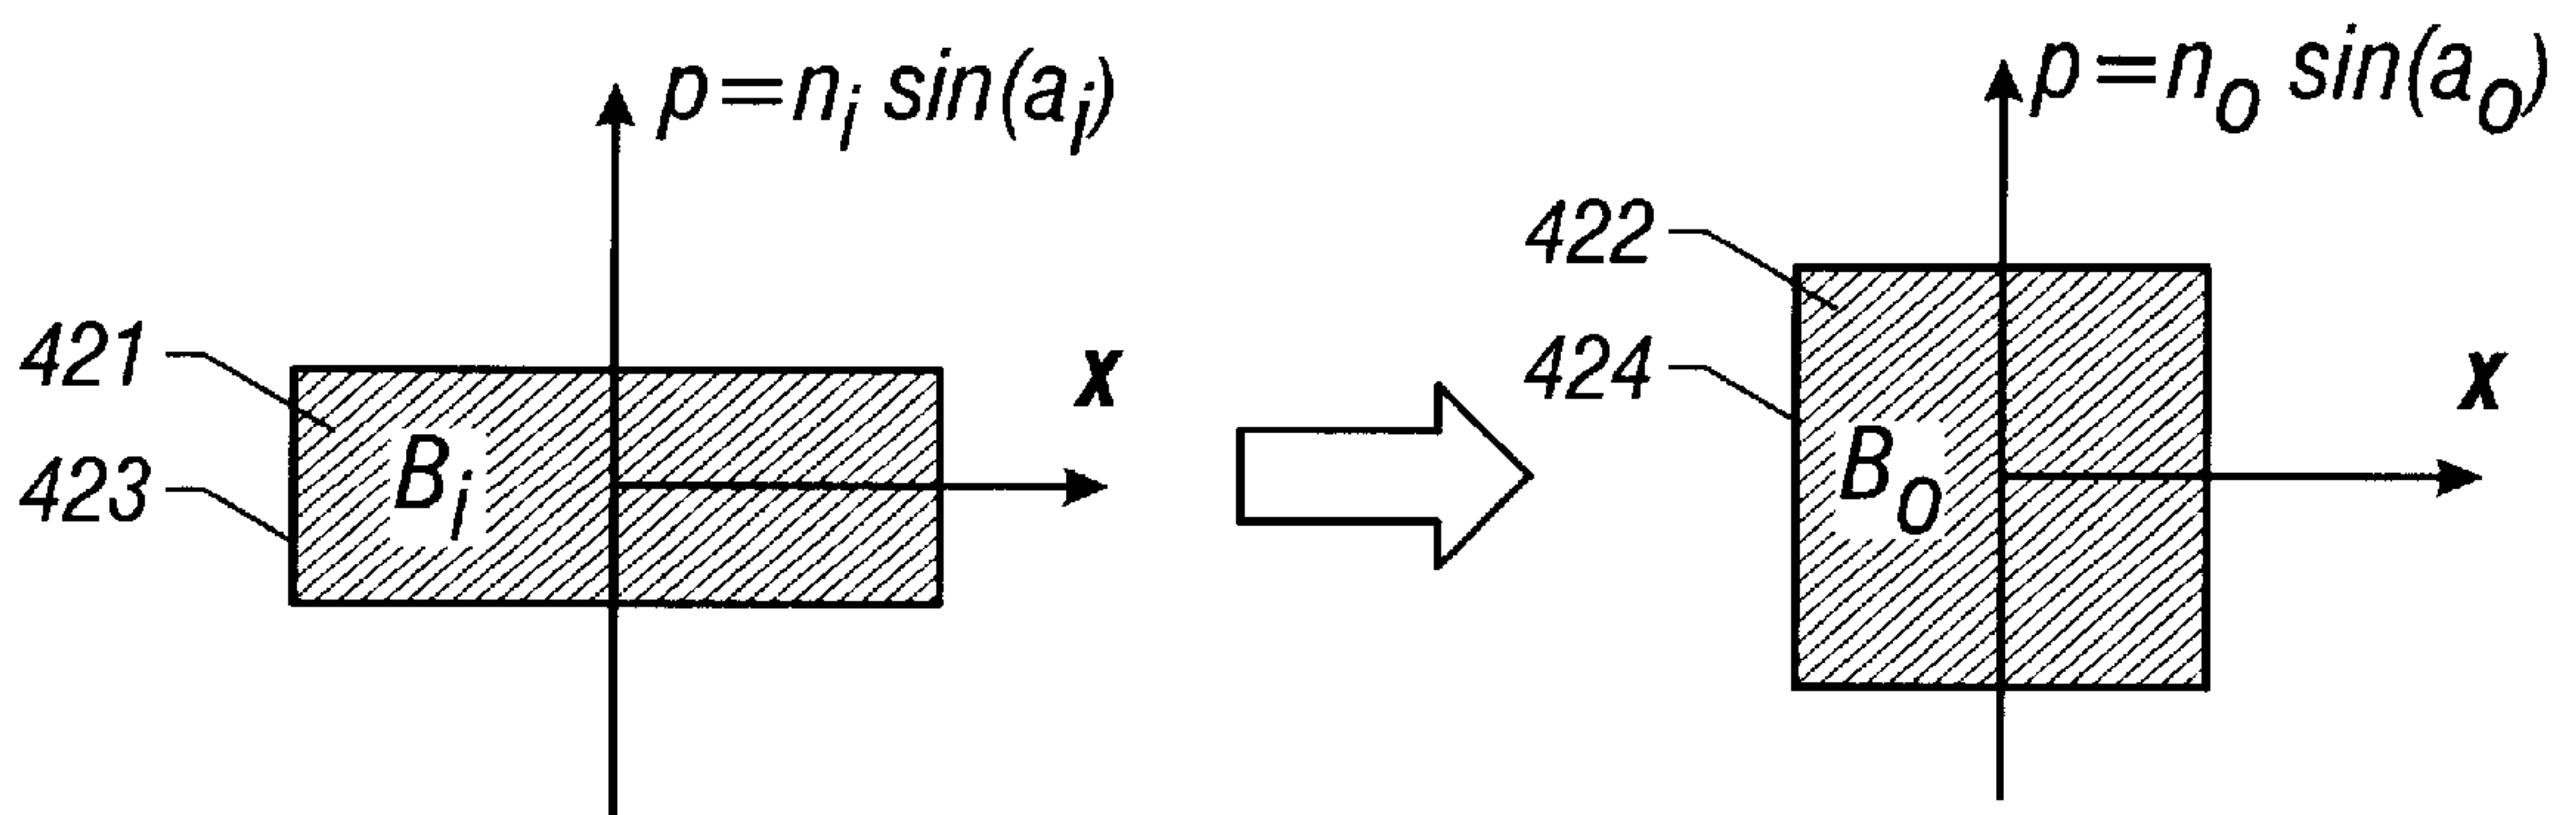 p=n_i sin(a_i)
421
x
423
B_i
p=n_o sin(a_o)
422
424
x
B_o